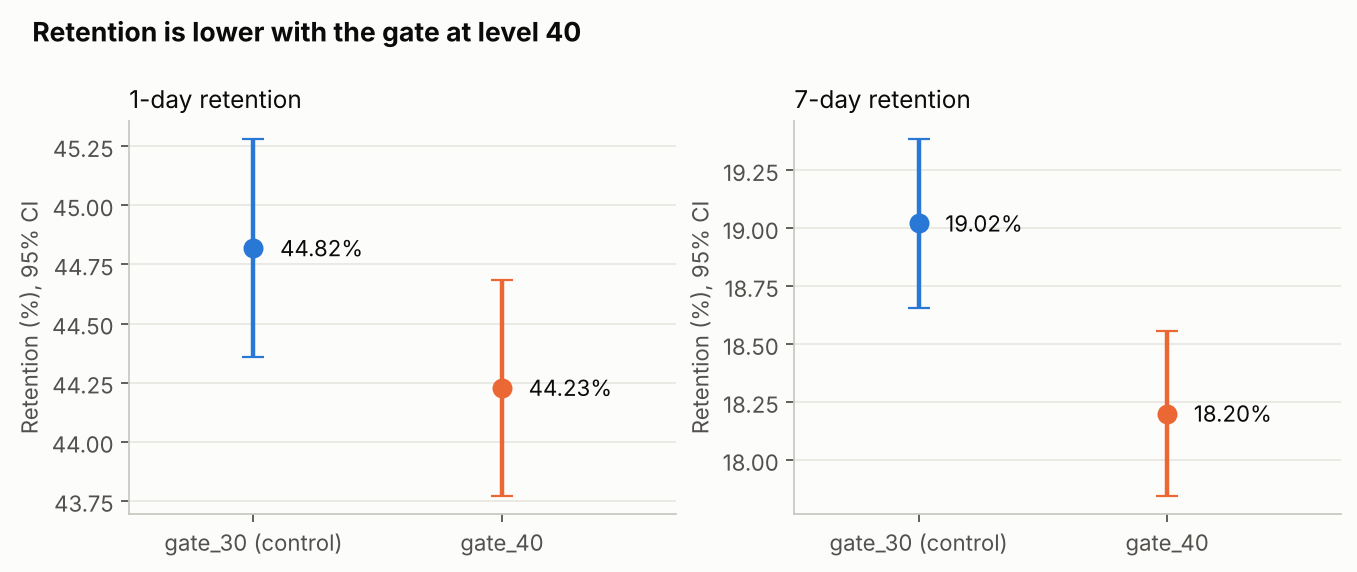 Retention is lower with the gate at level 40
1-day retention
Retention (%), 95% CI
45.25
45.00
44.75
44.50
44.25
44.00
43.75
44.82%
44.23%
gate_30 (control)
gate_40
7-day retention
Retention (%), 95% CI
19.25
19.00
18.75
18.50
18.25
18.00
19.02%
18.20%
gate_30 (control)
gate_40